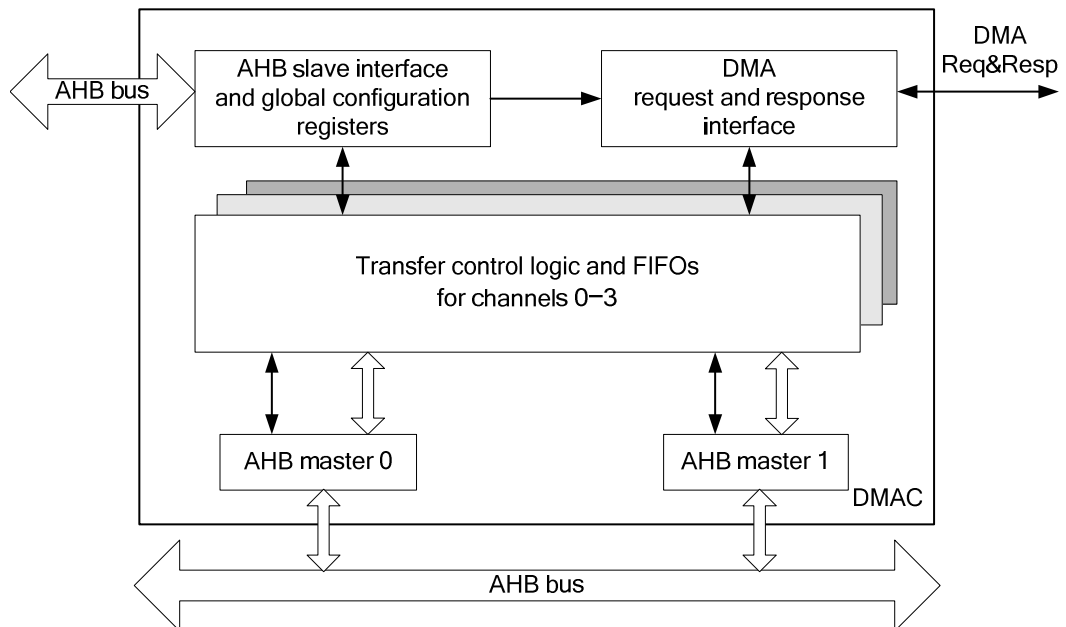 DMA
Req&Resp
AHB bus
AHB slave interface
and global configuration
registers
DMA
request and response
interface
Transfer control logic and FIFOs
for channels 0–3
AHB master 0
AHB master 1
DMAC
AHB bus